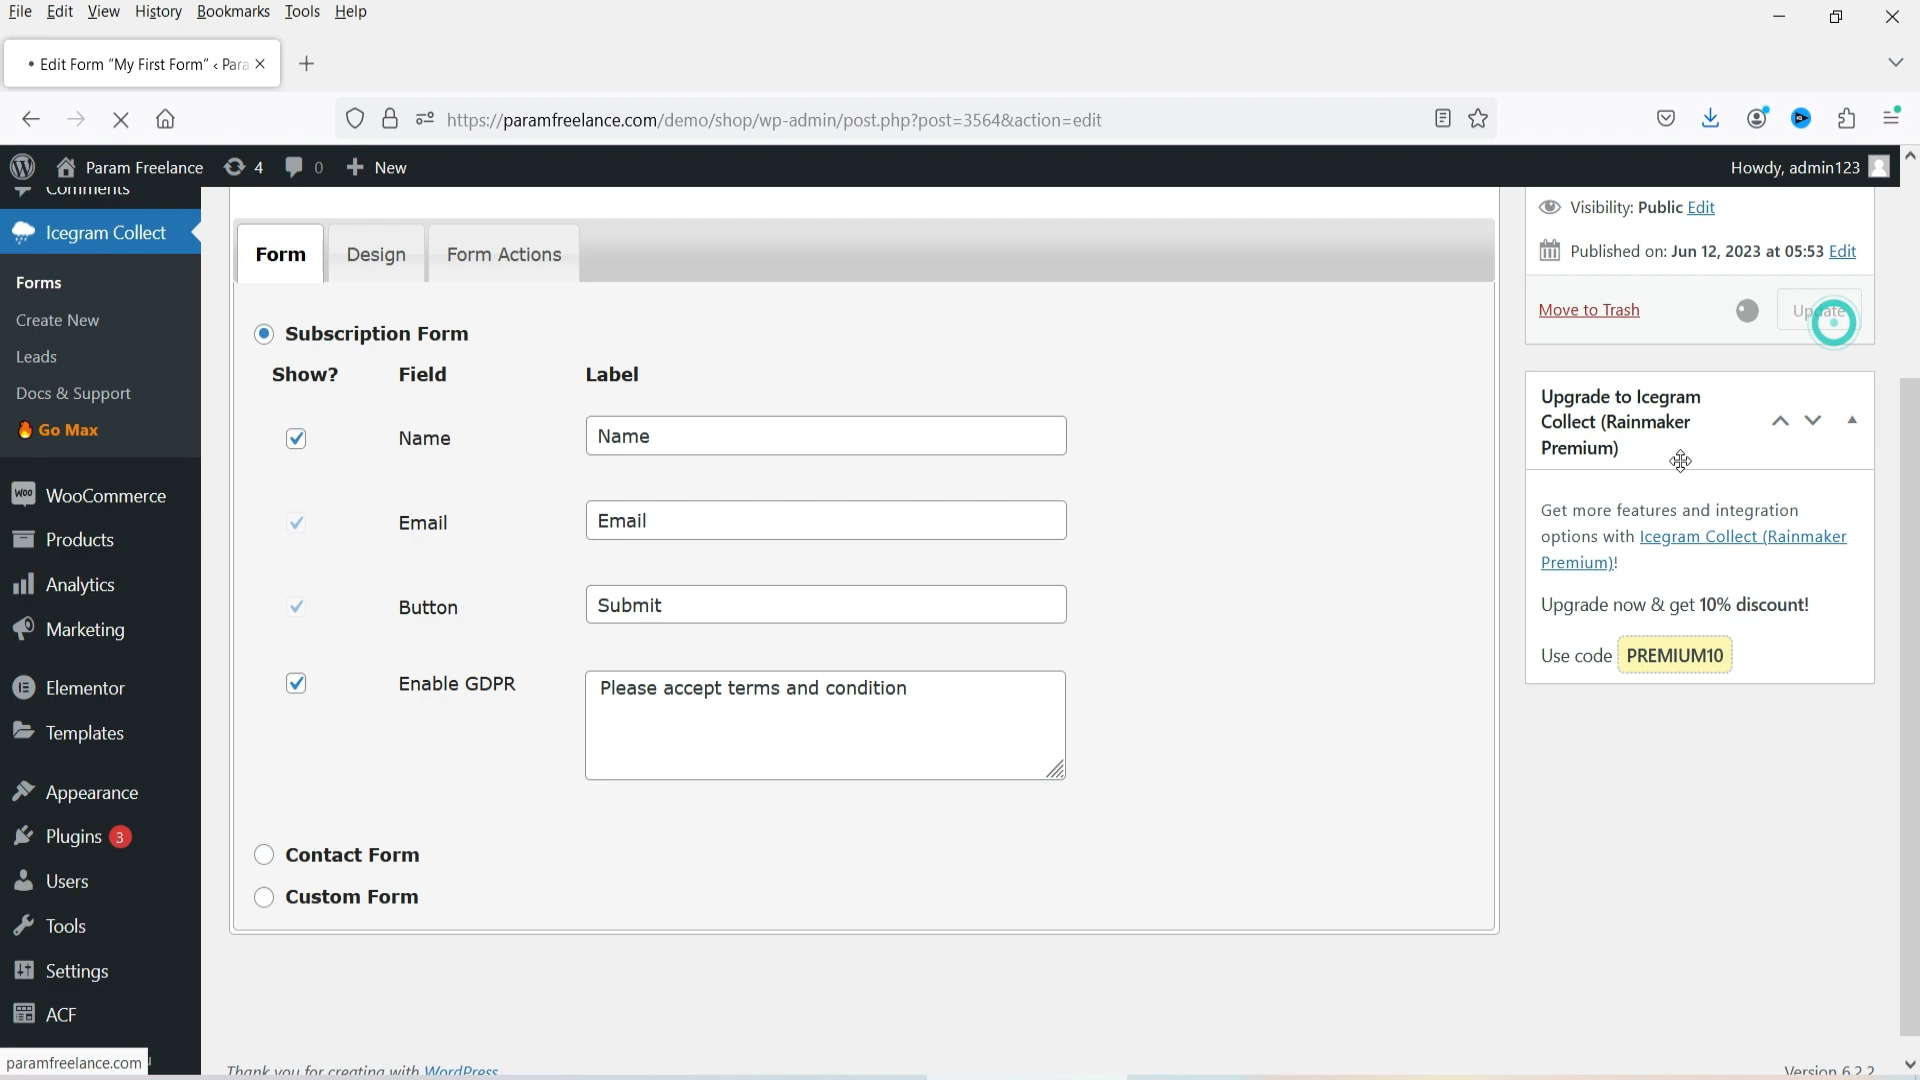 File Edit View History Bookmarks Tools Help
• Edit Form “My First Form” ‹ Para
https://paramfreelance.com/demo/shop/wp-admin/post.php?post=3564&action=edit
Param Freelance 4 0 New
Howdy, admin123
Comments
Icegram Collect
Forms
Create New
Leads
Docs & Support
Go Max
WooCommerce
Products
Analytics
Marketing
Elementor
Templates
Appearance
Plugins 3
Users
Tools
Settings
ACF
paramfreelance.com
Form Design Form Actions
Subscription Form
Show? Field Label
Name Name
Email Email
Button Submit
Enable GDPR Please accept terms and condition
Contact Form
Custom Form
Visibility: Public Edit
Published on: Jun 12, 2023 at 05:53 Edit
Move to Trash Update
Upgrade to Icegram
Collect (Rainmaker
Premium)
Get more features and integration
options with Icegram Collect (Rainmaker
Premium)!
Upgrade now & get 10% discount!
Use code PREMIUM10
Thank you for creating with WordPress
Version 6.2.2